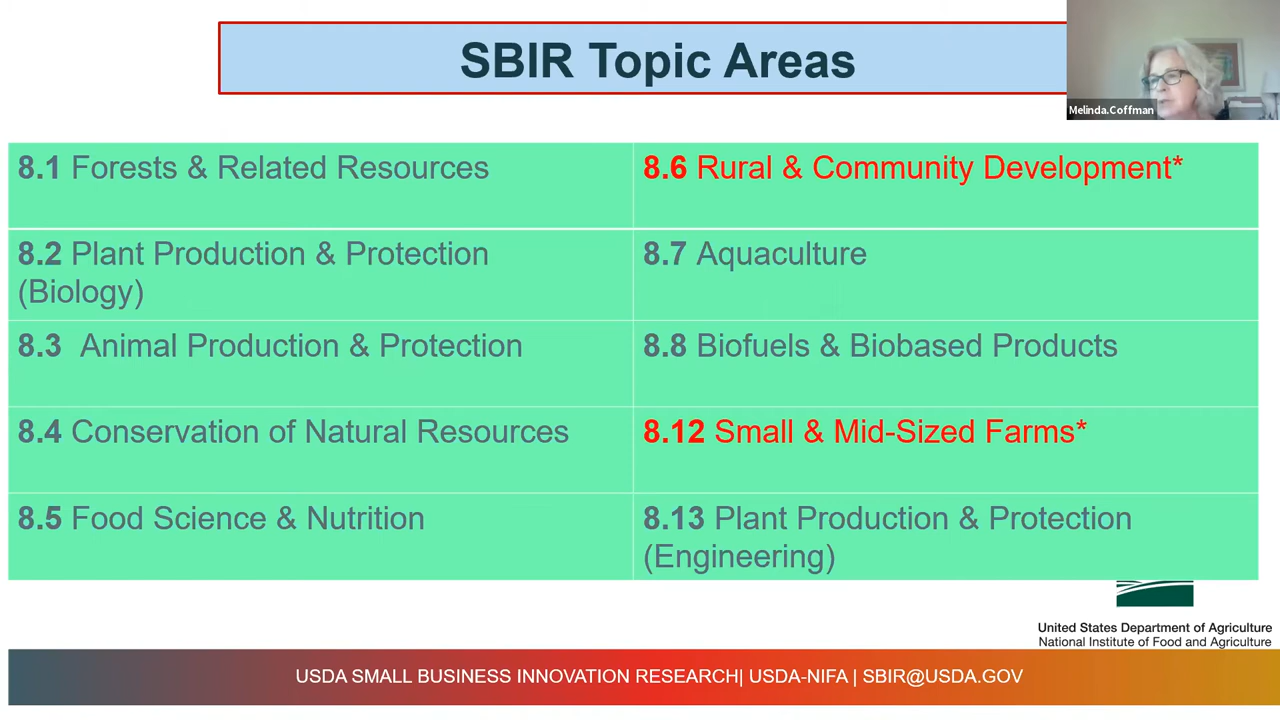 SBIR Topic Areas
Melinda.Coffman
8.1 Forests & Related Resources
8.6 Rural & Community Development*
8.2 Plant Production & Protection
(Biology)
8.7 Aquaculture
8.3 Animal Production & Protection
8.8 Biofuels & Biobased Products
8.4 Conservation of Natural Resources
8.12 Small & Mid-Sized Farms*
8.5 Food Science & Nutrition
8.13 Plant Production & Protection
(Engineering)
United States Department of Agriculture
National Institute of Food and Agriculture
USDA SMALL BUSINESS INNOVATION RESEARCH| USDA-NIFA | SBIR@USDA.GOV